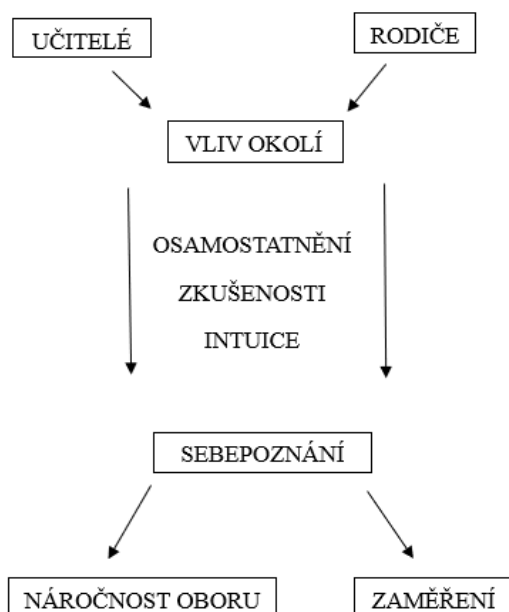 UČITELÉ
RODIČE
VLIV OKOLÍ
OSAMOSTATNĚNÍ
ZKUŠENOSTI
INTUICE
SEBEPOZNÁNÍ
NÁROČNOST OBORU
ZAMĚŘENÍ